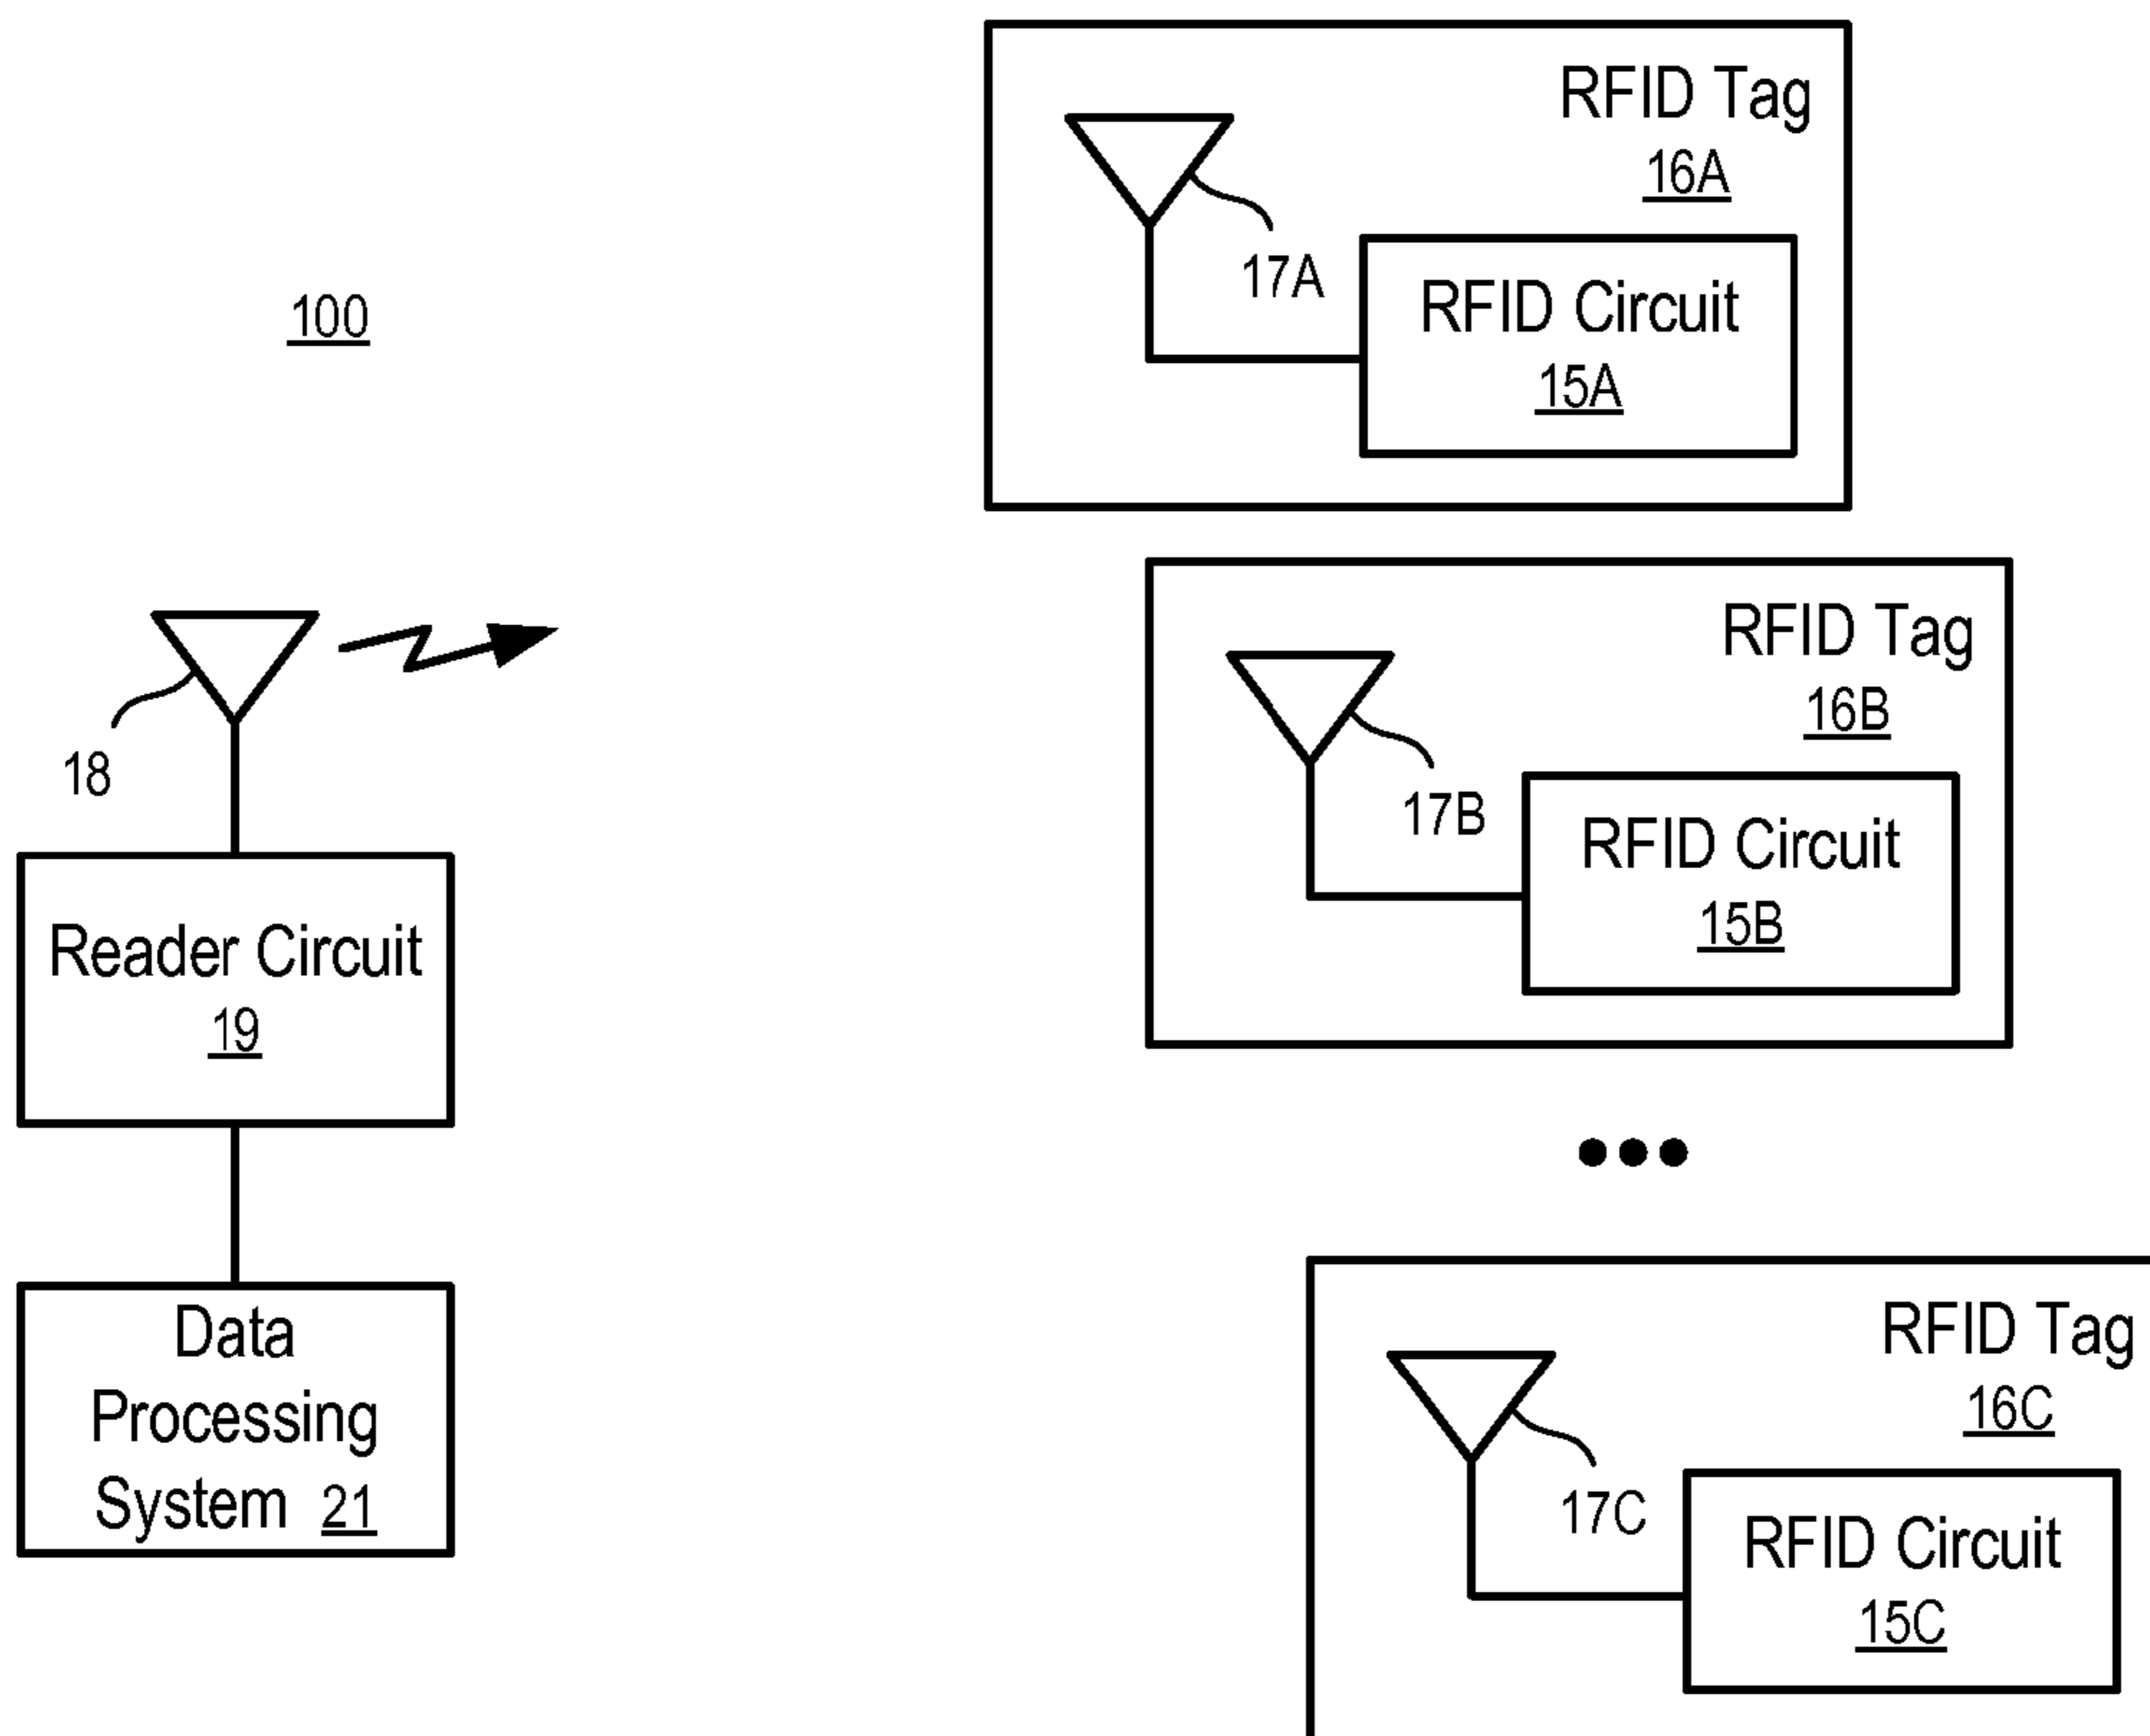 100
18
Reader Circuit
19
Data
Processing
System 21
RFID Tag
16A
17A
RFID Circuit
15A
RFID Tag
16B
17B
RFID Circuit
15B
RFID Tag
16C
17C
RFID Circuit
15C